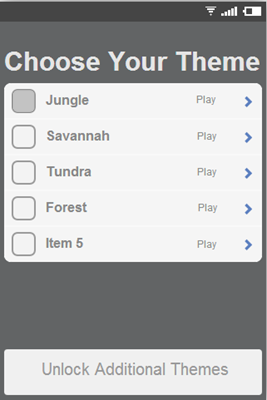 Choose Your Theme
Jungle Play
Savannah Play
Tundra Play
Forest Play
Item 5 Play
Unlock Additional Themes